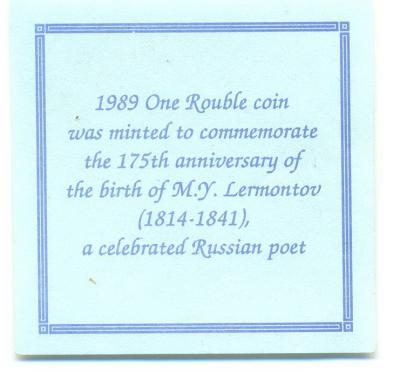 1989 One Rouble coin
was minted to commemorate
the 175th anniversary of
the birth of M.Y. Lermontov
(1814-1841),
a celebrated Russian poet